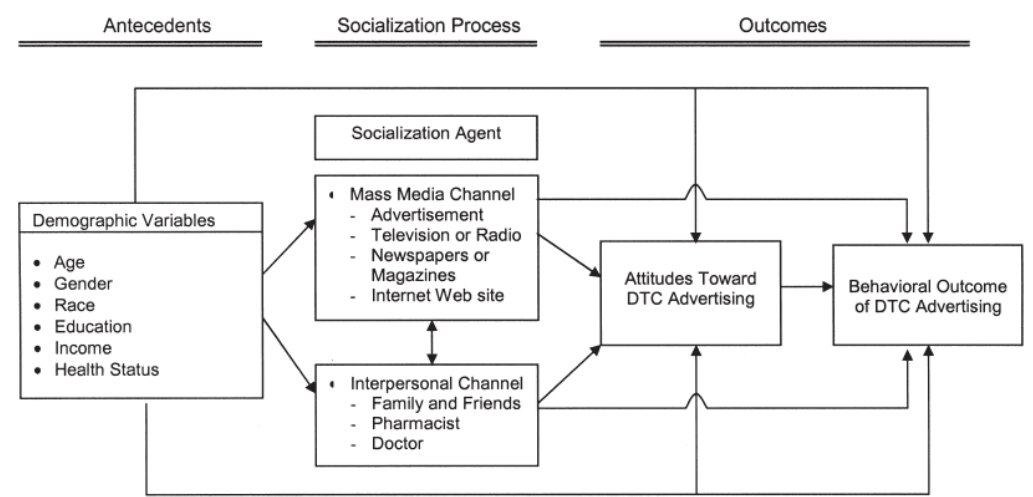 Antecedents
Socialization Process
Outcomes
Socialization Agent
Mass Media Channel
- Advertisement
- Television or Radio
- Newspapers or
Magazines
- Internet Web site
Demographic Variables
• Age
• Gender
• Race
• Education
• Income
• Health Status
Interpersonal Channel
- Family and Friends
- Pharmacist
- Doctor
Attitudes Toward
DTC Advertising
Behavioral Outcome
of DTC Advertising